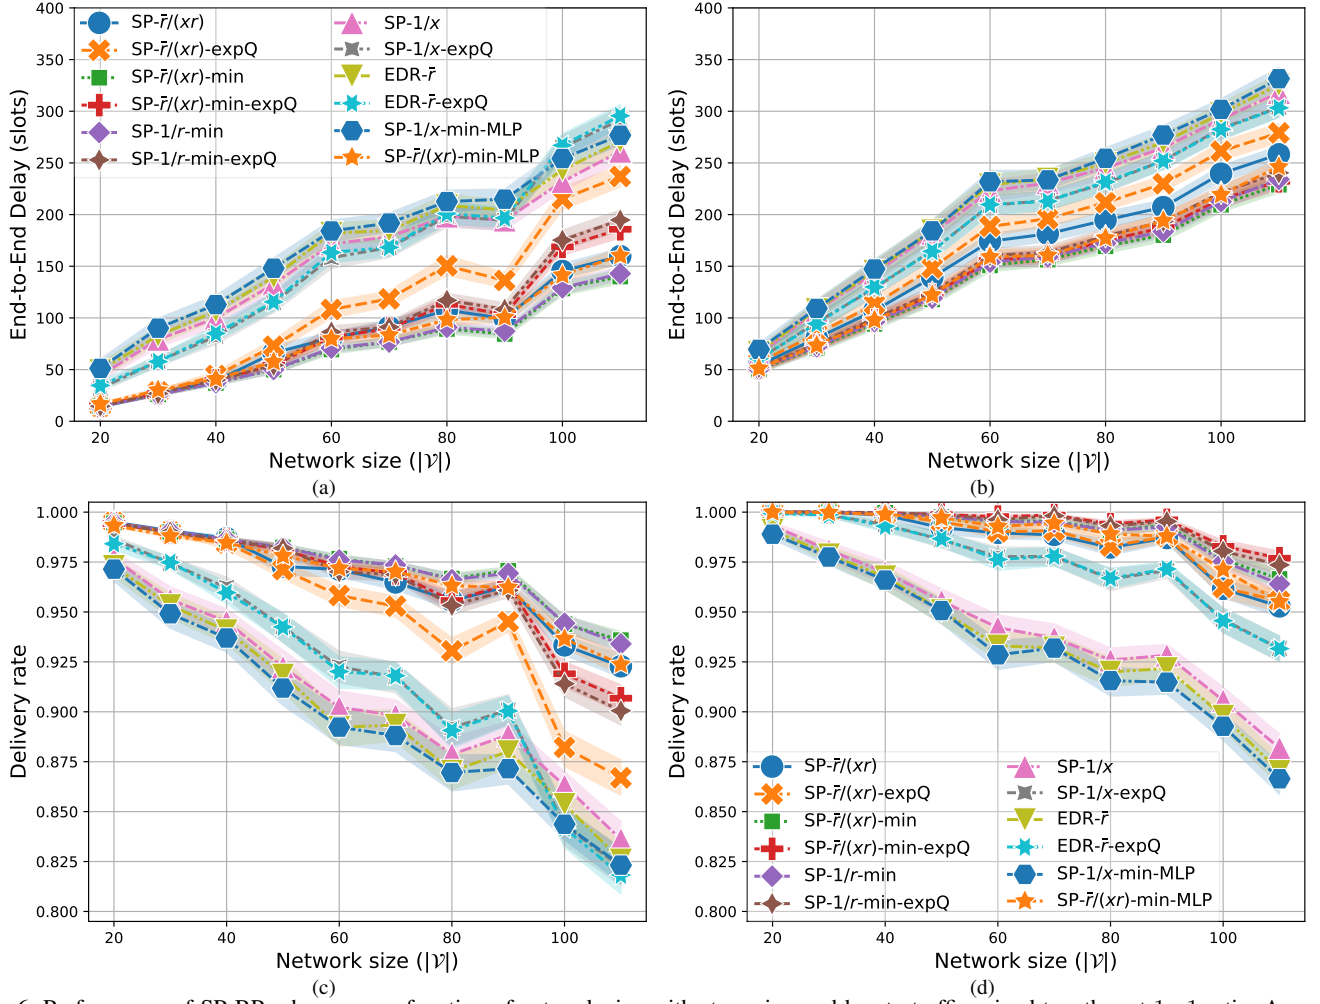 400
350
300
250
200
150
100
50
0
End-to-End Delay (slots)
SP-r̄/(xr)
SP-r̄/(xr)-expQ
SP-r̄/(xr)-min
SP-r̄/(xr)-min-expQ
SP-1/r-min
SP-1/r-min-expQ
SP-1/x
SP-1/x-expQ
EDR-r̄
EDR-r̄-expQ
SP-1/x-min-MLP
SP-r̄/(xr)-min-MLP
20 40 60 80 100
Network size (|𝒱|)
(a)
400
350
300
250
200
150
100
50
0
End-to-End Delay (slots)
20 40 60 80 100
Network size (|𝒱|)
(b)
1.000
0.975
0.950
0.925
0.900
0.875
0.850
0.825
0.800
Delivery rate
20 40 60 80 100
Network size (|𝒱|)
(c)
1.000
0.975
0.950
0.925
0.900
0.875
0.850
0.825
0.800
Delivery rate
SP-r̄/(xr)
SP-r̄/(xr)-expQ
SP-r̄/(xr)-min
SP-r̄/(xr)-min-expQ
SP-1/r-min
SP-1/r-min-expQ
SP-1/x
SP-1/x-expQ
EDR-r̄
EDR-r̄-expQ
SP-1/x-min-MLP
SP-r̄/(xr)-min-MLP
20 40 60 80 100
Network size (|𝒱|)
(d)